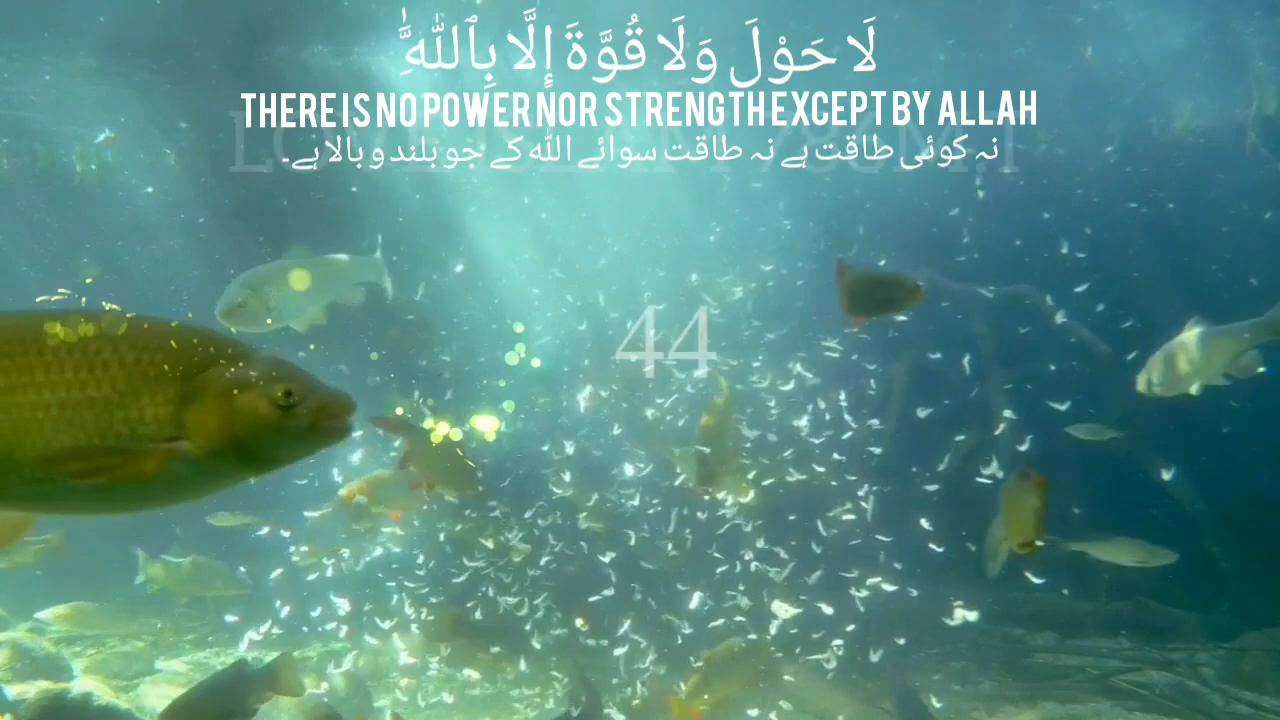 لَا حَوْلَ وَلَا قُوَّةَ إِلَّا بِٱللَّٰهِ
THERE IS NO POWER NOR STRENGTH EXCEPT BY ALLAH
نہ کوئی طاقت ہے نہ طاقت سوائے اللہ کے جو بلند و بالا ہے۔
44